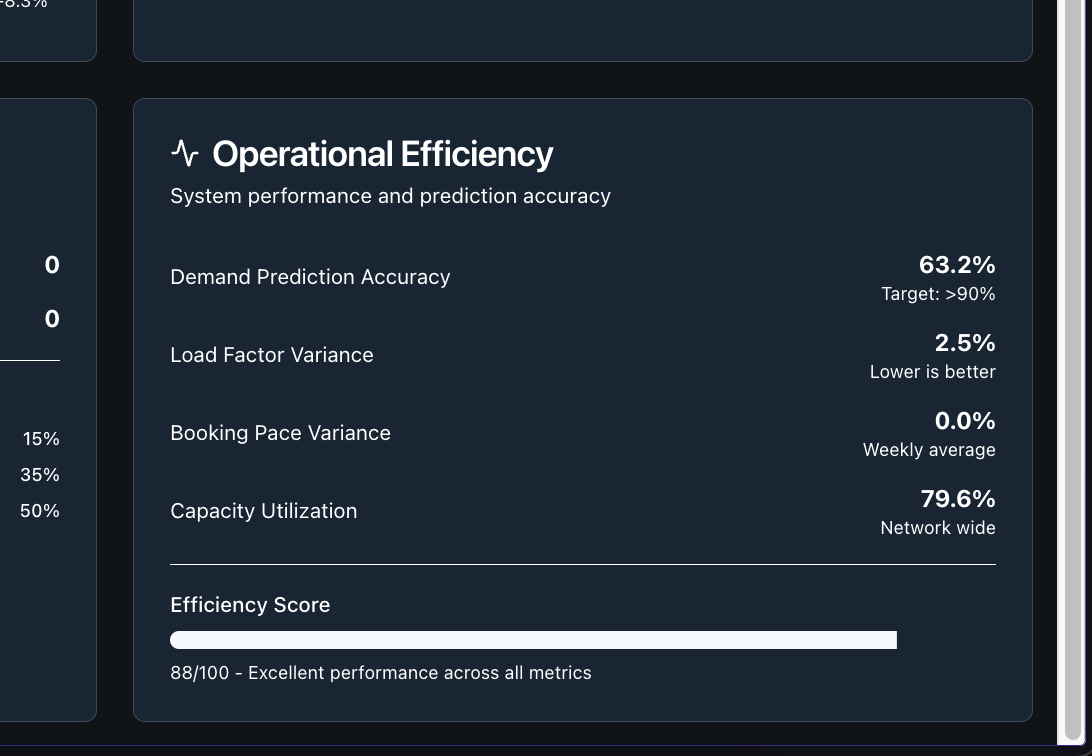 -8.3%
0
0
15%
35%
50%
Operational Efficiency
System performance and prediction accuracy
Demand Prediction Accuracy
63.2%
Target: >90%
Load Factor Variance
2.5%
Lower is better
Booking Pace Variance
0.0%
Weekly average
Capacity Utilization
79.6%
Network wide
Efficiency Score
88/100 - Excellent performance across all metrics